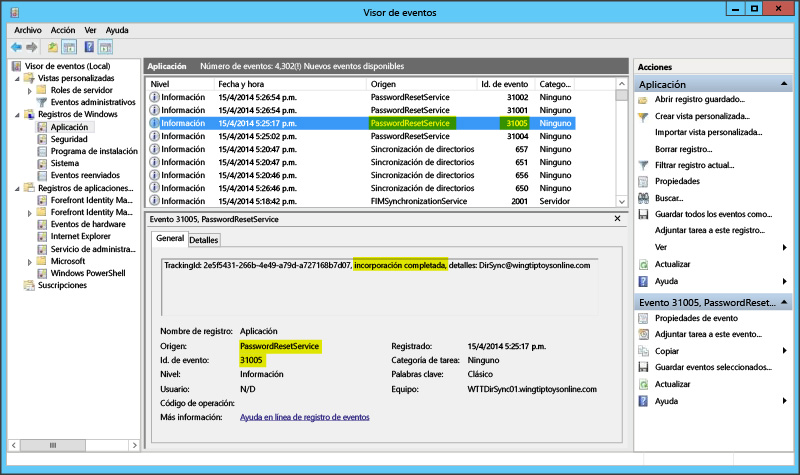 Visor de eventos
Archivo Acción Ver Ayuda
Visor de eventos (Local)
Vistas personalizadas
Roles de servidor
Eventos administrativos
Registros de Windows
Aplicación
Seguridad
Programa de instalación
Sistema
Eventos reenviados
Registros de aplicaciones...
Forefront Identity Ma...
Forefront Identity Ma...
Eventos de hardware
Internet Explorer
Servicio de administra...
Microsoft
Windows PowerShell
Suscripciones
Aplicación Número de eventos: 4,302(!) Nuevos eventos disponibles
Nivel Fecha y hora Origen Id. de evento Catego...
Información 15/4/2014 5:26:54 p.m. PasswordResetService 31002 Ninguno
Información 15/4/2014 5:26:54 p.m. PasswordResetService 31001 Ninguno
Información 15/4/2014 5:25:17 p.m. PasswordResetService 31005 Ninguno
Información 15/4/2014 5:25:02 p.m. PasswordResetService 31004 Ninguno
Información 15/4/2014 5:20:47 p.m. Sincronización de directorios 657 Ninguno
Información 15/4/2014 5:20:47 p.m. Sincronización de directorios 651 Ninguno
Información 15/4/2014 5:20:46 p.m. Sincronización de directorios 656 Ninguno
Información 15/4/2014 5:26:46 p.m. Sincronización de directorios 650 Ninguno
Información 15/4/2014 5:18:42 p.m. FIMSynchronizationService 2001 Servidor
Evento 31005, PasswordResetService
General Detalles
TrackingId: 2e5f5431-266b-4e49-a79d-a727168b7d07, incorporación completada, detalles: DirSync@wingtiptoysonline.com
Nombre de registro: Aplicación
Origen: PasswordResetService Registrado: 15/4/2014 5:25:17 p.m.
Id. de evento: 31005 Categoría de tarea: Ninguno
Nivel: Información Palabras clave: Clásico
Usuario: N/D Equipo: WTTDirSync01.wingtiptoysonline.com
Código de operación:
Más información: Ayuda en línea de registro de eventos
Acciones
Aplicación
Abrir registro guardado...
Crear vista personalizada...
Importar vista personalizada...
Borrar registro...
Filtrar registro actual...
Propiedades
Buscar...
Guardar todos los eventos como...
Adjuntar tarea a este registro...
Ver
Actualizar
Ayuda
Evento 31005, PasswordReset...
Propiedades de evento
Adjuntar tarea a este evento...
Copiar
Guardar eventos seleccionados...
Actualizar
Ayuda